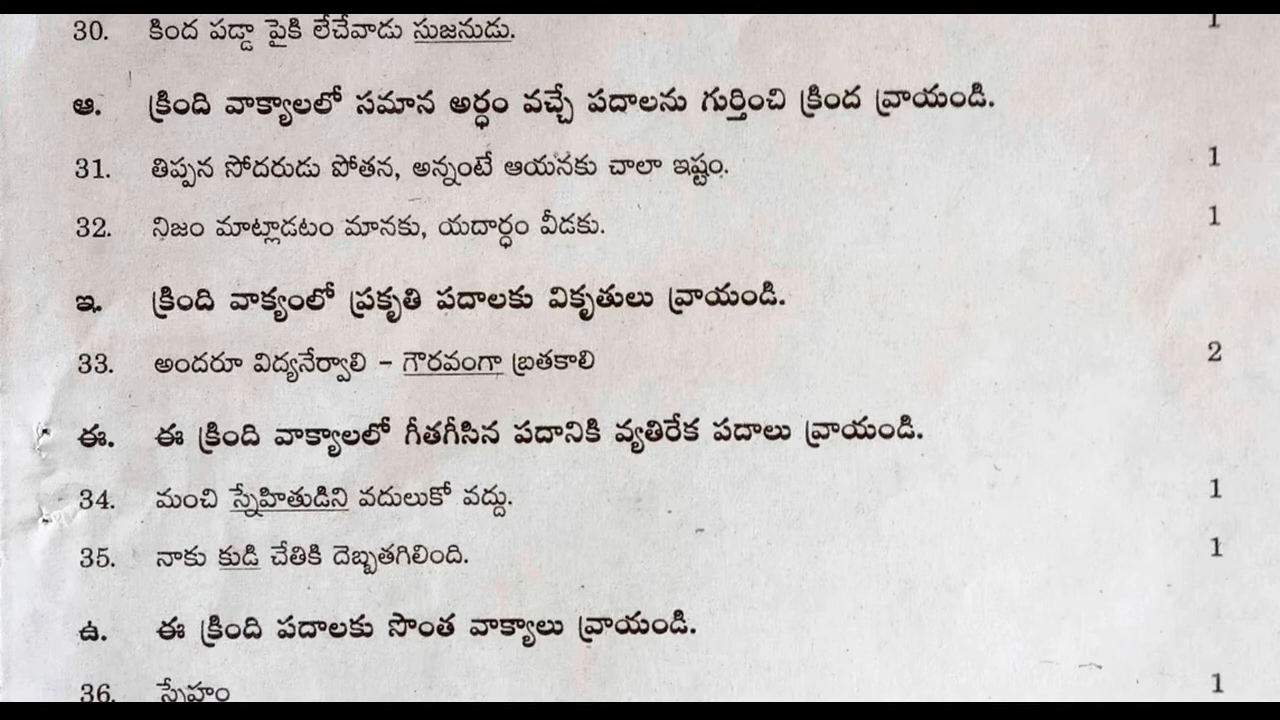 30. కింద పడ్డా పైకి లేచేవాడు సుజనుడు. 1
ఆ. క్రింది వాక్యాలలో సమాన అర్ధం వచ్చే పదాలను గుర్తించి క్రింద వ్రాయండి.
31. తిప్పన సోదరుడు పోతన, అన్నంటే ఆయనకు చాలా ఇష్టం. 1
32. నిజం మాట్లాడటం మానకు, యదార్ధం వీడకు. 1
ఇ. క్రింది వాక్యంలో ప్రకృతి పదాలకు వికృతులు వ్రాయండి.
33. అందరూ విద్యనేర్వాలి – గౌరవంగా బ్రతకాలి 2
ఈ. ఈ క్రింది వాక్యాలలో గీతగీసిన పదానికి వ్యతిరేక పదాలు వ్రాయండి.
34. మంచి స్నేహితుడిని వదులుకో వద్దు. 1
35. నాకు కుడి చేతికి దెబ్బతగిలింది. 1
ఉ. ఈ క్రింది పదాలకు సొంత వాక్యాలు వ్రాయండి.
36. స్నేహం 1